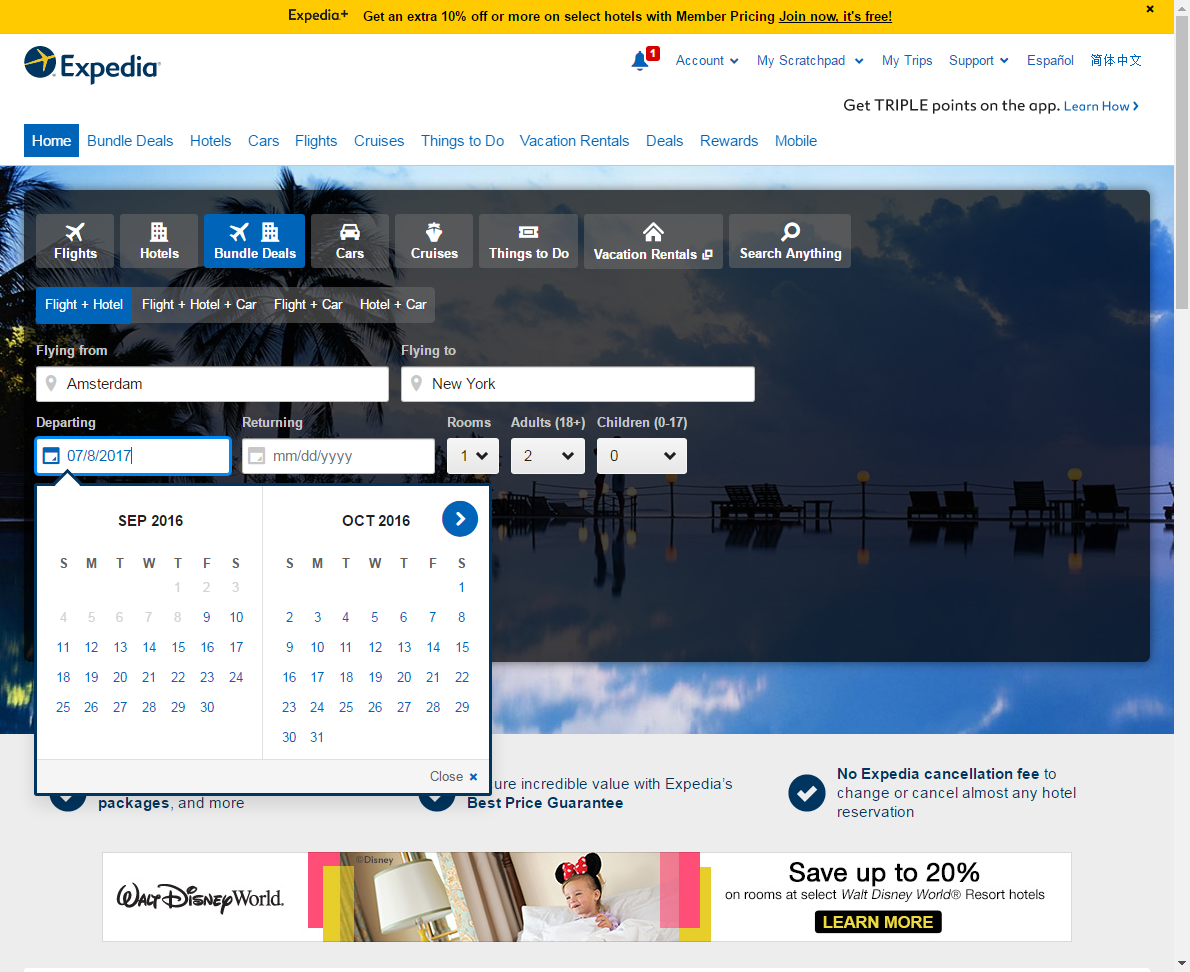 Expedia+ Get an extra 10% off or more on select hotels with Member Pricing Join now, it's free! ×
Expedia
1 Account My Scratchpad My Trips Support Español 简体中文
Get TRIPLE points on the app. Learn How
Home Bundle Deals Hotels Cars Flights Cruises Things to Do Vacation Rentals Deals Rewards Mobile
Flights Hotels Bundle Deals Cars Cruises Things to Do Vacation Rentals Search Anything
Flight + Hotel Flight + Hotel + Car Flight + Car Hotel + Car
Flying from Flying to
Amsterdam New York
Departing Returning Rooms Adults (18+) Children (0-17)
07/8/2017 mm/dd/yyyy 1 2 0
SEP 2016 OCT 2016
S M T W T F S S M T W T F S
1 2 3 1
4 5 6 7 8 9 10 2 3 4 5 6 7 8
11 12 13 14 15 16 17 9 10 11 12 13 14 15
18 19 20 21 22 23 24 16 17 18 19 20 21 22
25 26 27 28 29 30 23 24 25 26 27 28 29
30 31
Close ×
packages, and more
ure incredible value with Expedia's
Best Price Guarantee
No Expedia cancellation fee to
change or cancel almost any hotel
reservation
©Disney
Walt Disney World.
Save up to 20%
on rooms at select Walt Disney World® Resort hotels
LEARN MORE